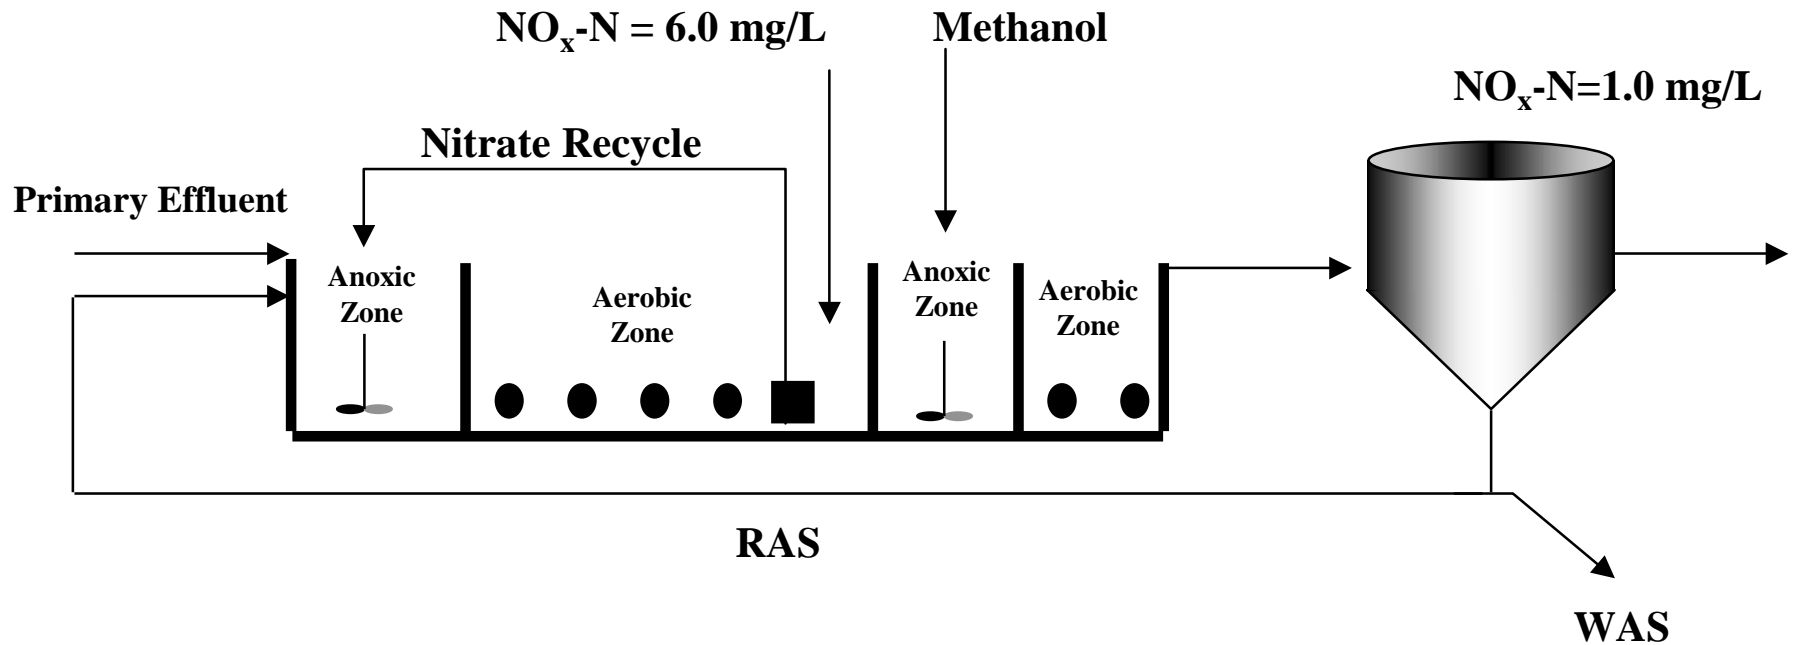 NOx-N = 6.0 mg/L
Methanol
NOx-N=1.0 mg/L
Nitrate Recycle
Primary Effluent
Anoxic
Zone
Aerobic
Zone
Anoxic
Zone
Aerobic
Zone
RAS
WAS